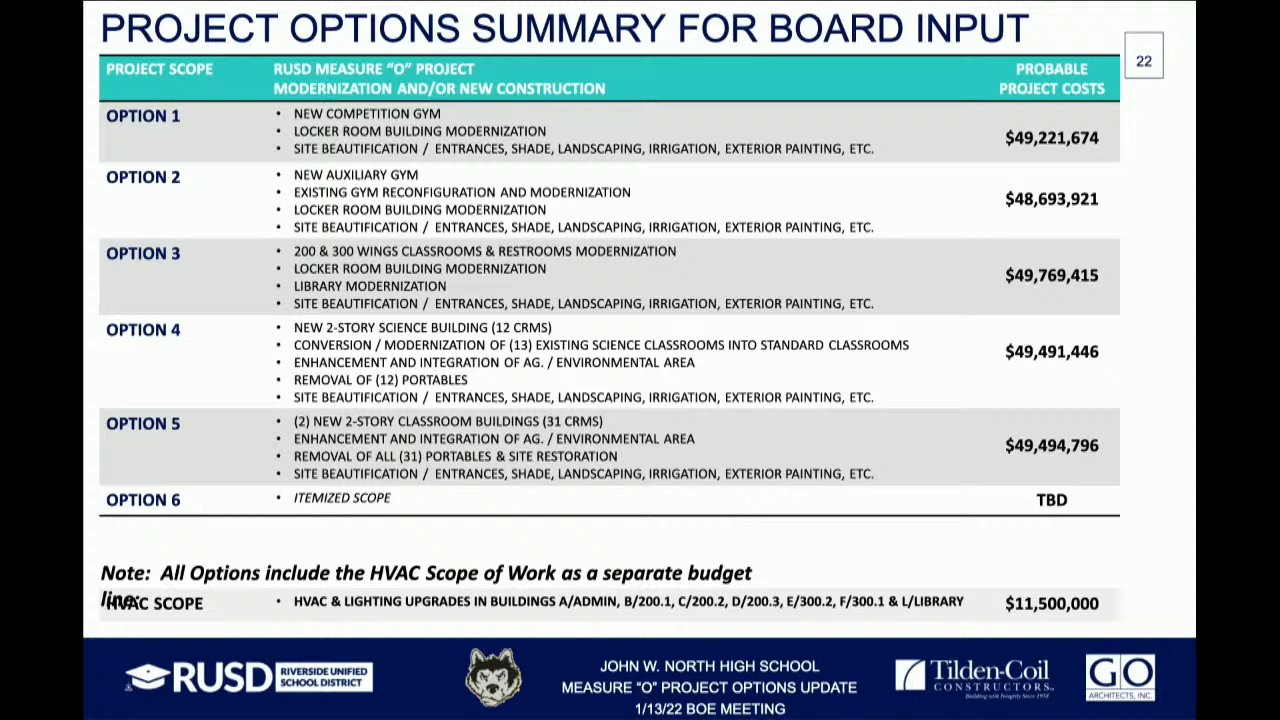 PROJECT OPTIONS SUMMARY FOR BOARD INPUT
22
PROJECT SCOPE
RUSD MEASURE “O” PROJECT
MODERNIZATION AND/OR NEW CONSTRUCTION
PROBABLE
PROJECT COSTS
OPTION 1
• NEW COMPETITION GYM
• LOCKER ROOM BUILDING MODERNIZATION
• SITE BEAUTIFICATION / ENTRANCES, SHADE, LANDSCAPING, IRRIGATION, EXTERIOR PAINTING, ETC.
$49,221,674
OPTION 2
• NEW AUXILIARY GYM
• EXISTING GYM RECONFIGURATION AND MODERNIZATION
• LOCKER ROOM BUILDING MODERNIZATION
• SITE BEAUTIFICATION / ENTRANCES, SHADE, LANDSCAPING, IRRIGATION, EXTERIOR PAINTING, ETC.
$48,693,921
OPTION 3
• 200 & 300 WINGS CLASSROOMS & RESTROOMS MODERNIZATION
• LOCKER ROOM BUILDING MODERNIZATION
• LIBRARY MODERNIZATION
• SITE BEAUTIFICATION / ENTRANCES, SHADE, LANDSCAPING, IRRIGATION, EXTERIOR PAINTING, ETC.
$49,769,415
OPTION 4
• NEW 2-STORY SCIENCE BUILDING (12 CRMS)
• CONVERSION / MODERNIZATION OF (13) EXISTING SCIENCE CLASSROOMS INTO STANDARD CLASSROOMS
• ENHANCEMENT AND INTEGRATION OF AG. / ENVIRONMENTAL AREA
• REMOVAL OF (12) PORTABLES
• SITE BEAUTIFICATION / ENTRANCES, SHADE, LANDSCAPING, IRRIGATION, EXTERIOR PAINTING, ETC.
$49,491,446
OPTION 5
• (2) NEW 2-STORY CLASSROOM BUILDINGS (31 CRMS)
• ENHANCEMENT AND INTEGRATION OF AG. / ENVIRONMENTAL AREA
• REMOVAL OF ALL (31) PORTABLES & SITE RESTORATION
• SITE BEAUTIFICATION / ENTRANCES, SHADE, LANDSCAPING, IRRIGATION, EXTERIOR PAINTING, ETC.
$49,494,796
OPTION 6
• ITEMIZED SCOPE
TBD
Note: All Options include the HVAC Scope of Work as a separate budget
line:
HVAC SCOPE
• HVAC & LIGHTING UPGRADES IN BUILDINGS A/ADMIN, B/200.1, C/200.2, D/200.3, E/300.2, F/300.1 & L/LIBRARY
$11,500,000
RUSD
RIVERSIDE UNIFIED
SCHOOL DISTRICT
JOHN W. NORTH HIGH SCHOOL
MEASURE “O” PROJECT OPTIONS UPDATE
1/13/22 BOE MEETING
Tilden-Coil
CONSTRUCTORS
Building with Integrity Since 1938
GO
ARCHITECTS, INC.